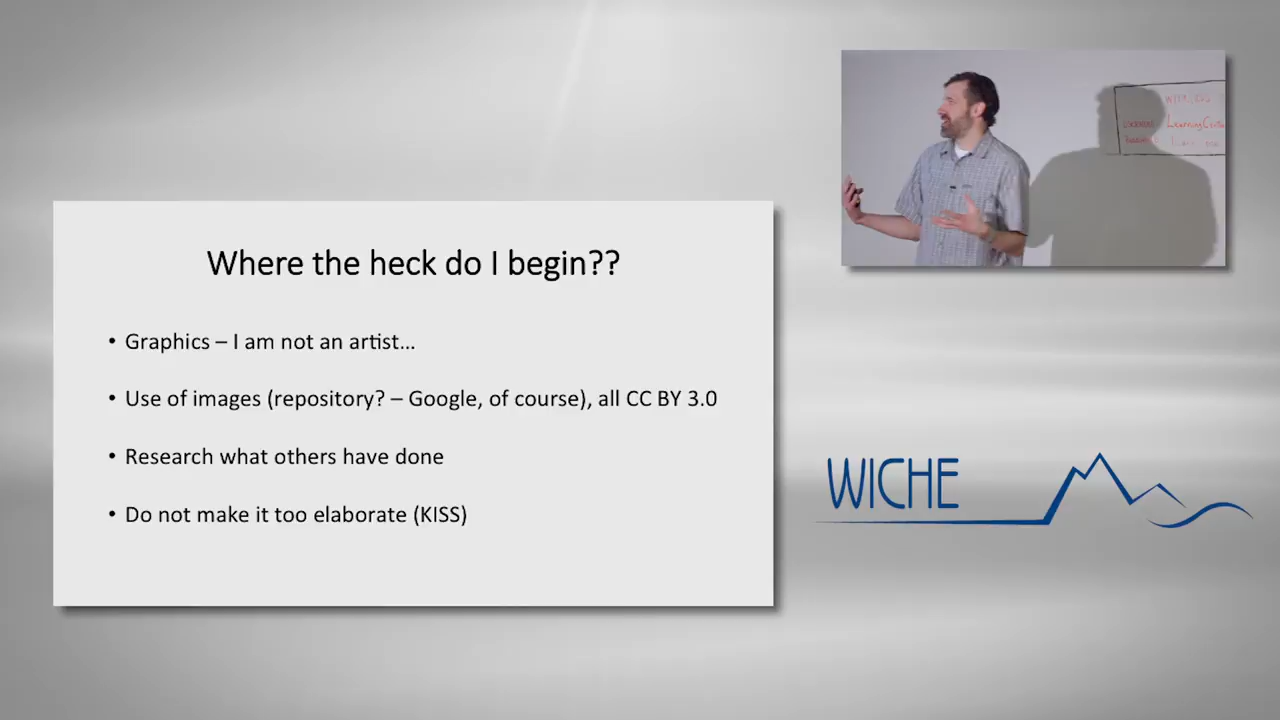 Where the heck do I begin??
• Graphics – I am not an artist...
• Use of images (repository? – Google, of course), all CC BY 3.0
• Research what others have done
• Do not make it too elaborate (KISS)
WICHE